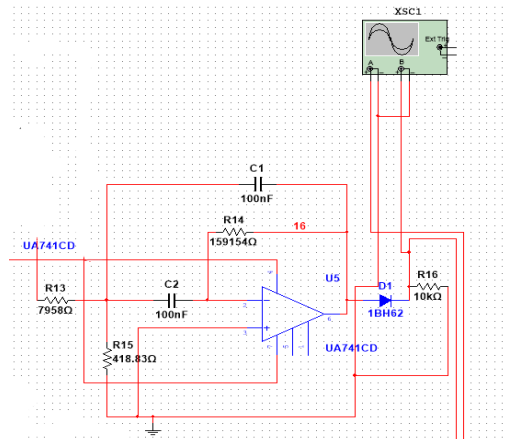 XSC1
Ext Trig
A
B
C1
100nF
R14
159154Ω
16
UA741CD
U5
R13
7958Ω
C2
100nF
D1
1BH62
R16
10kΩ
UA741CD
R15
418.83Ω